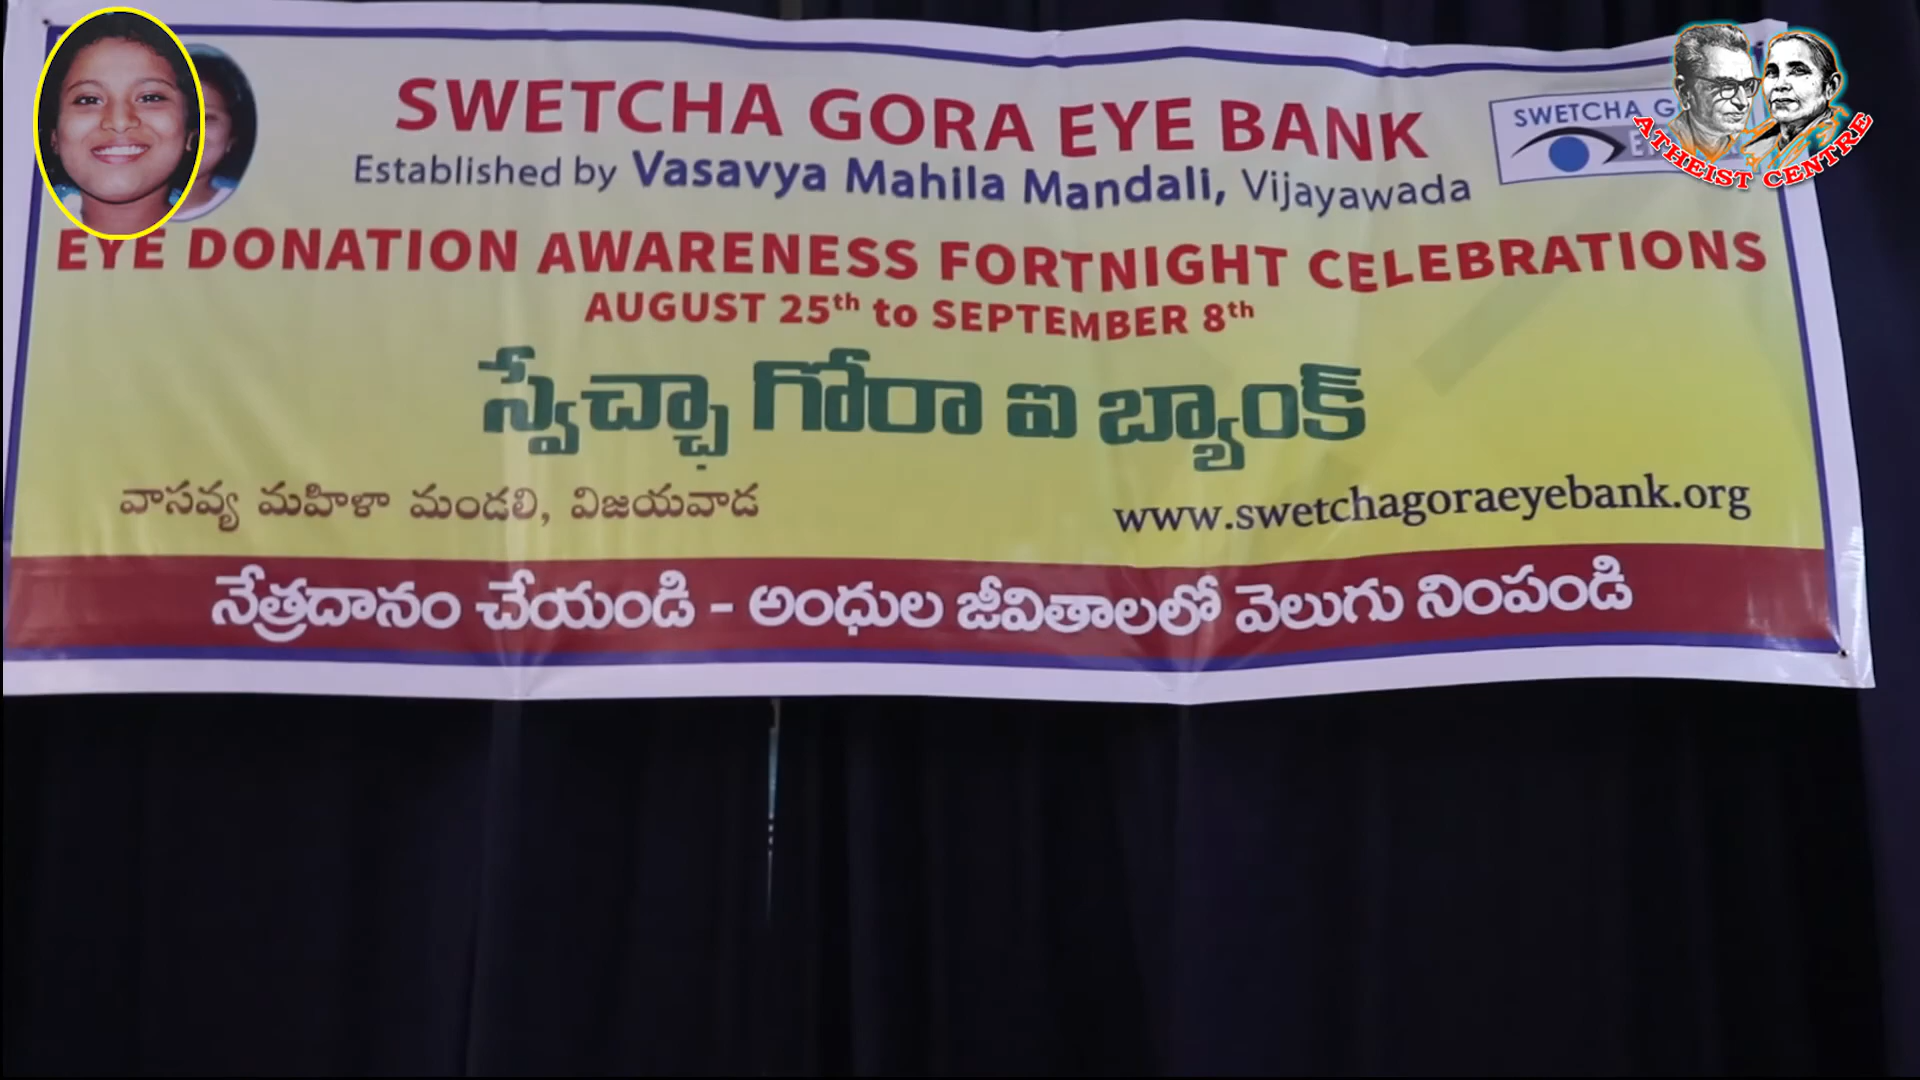 SWETCHA GORA EYE BANK
Established by Vasavya Mahila Mandali, Vijayawada
SWETCHA
ATHEIST CENTRE
EYE DONATION AWARENESS FORTNIGHT CELEBRATIONS
AUGUST 25th to SEPTEMBER 8th
స్వేచ్ఛా గోరా ఐ బ్యాంక్
వాసవ్య మహిళా మండలి, విజయవాడ
www.swetchagoraeyebank.org
నేత్రదానం చేయండి - అంధుల జీవితాలలో వెలుగు నింపండి